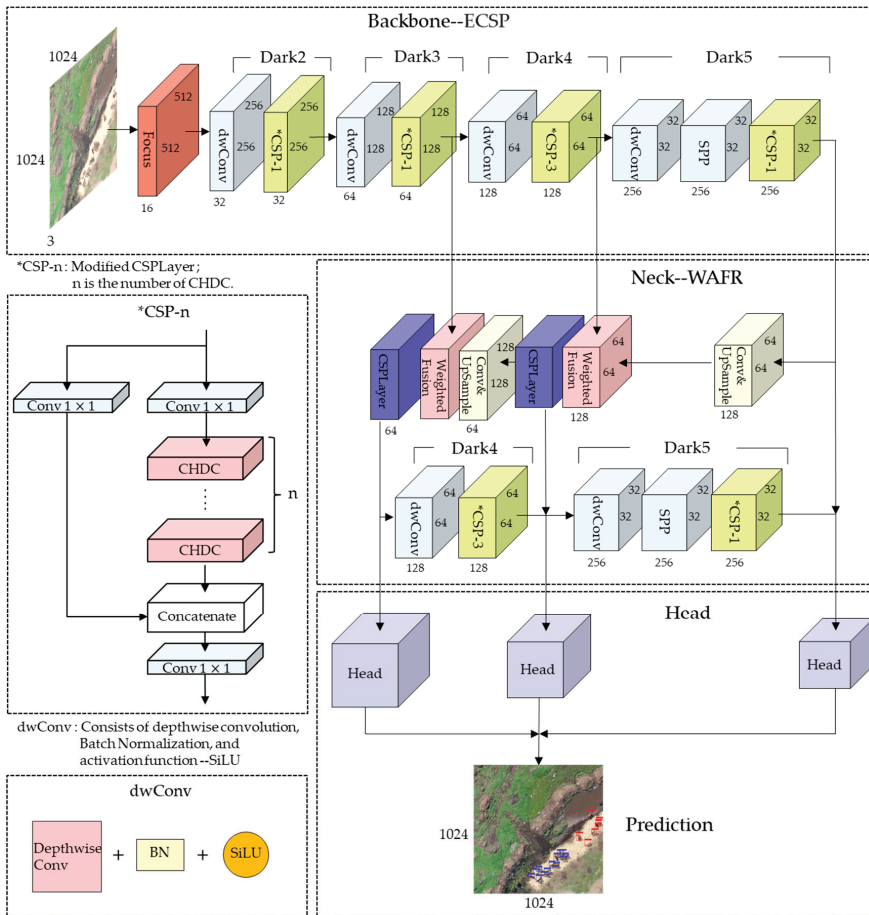 Backbone--ECSP
Dark2
Dark3
Dark4
Dark5
1024
1024
3
Focus
512
512
16
dwConv
256
256
32
*CSP-1
256
256
32
dwConv
128
128
64
*CSP-1
128
128
64
dwConv
64
64
128
*CSP-3
64
64
128
dwConv
32
32
256
SPP
32
32
256
*CSP-1
32
32
256
*CSP-n : Modified CSPLayer ;
n is the number of CHDC.
*CSP-n
Conv 1 × 1
Conv 1 × 1
CHDC
⋮
CHDC
n
Concatenate
Conv 1 × 1
dwConv : Consists of depthwise convolution,
Batch Normalization, and
activation function --SiLU
dwConv
Depthwise
Conv
+
BN
+
SiLU
Neck--WAFR
CSPLayer
64
Weighted
Fusion
Conv&
UpSample
128
128
64
CSPLayer
Weighted
Fusion
64
64
128
Conv&
UpSample
64
64
128
Dark4
Dark5
dwConv
64
64
128
*CSP-3
64
64
128
dwConv
32
32
256
SPP
32
32
256
*CSP-1
32
32
256
Head
Head
Head
Head
1024
1024
Prediction